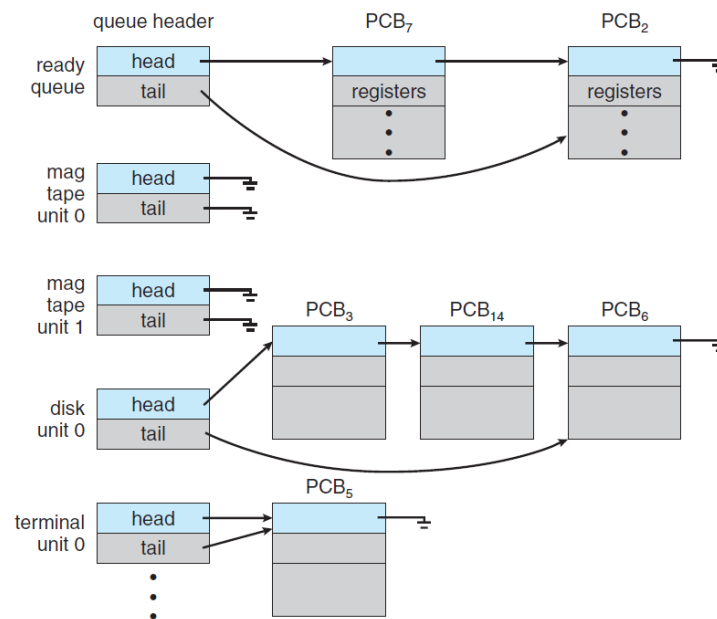 queue header PCB₇ PCB₂
ready queue
head
tail
registers registers
mag tape unit 0
head
tail
mag tape unit 1
head
tail
PCB₃ PCB₁₄ PCB₆
disk unit 0
head
tail
PCB₅
terminal unit 0
head
tail